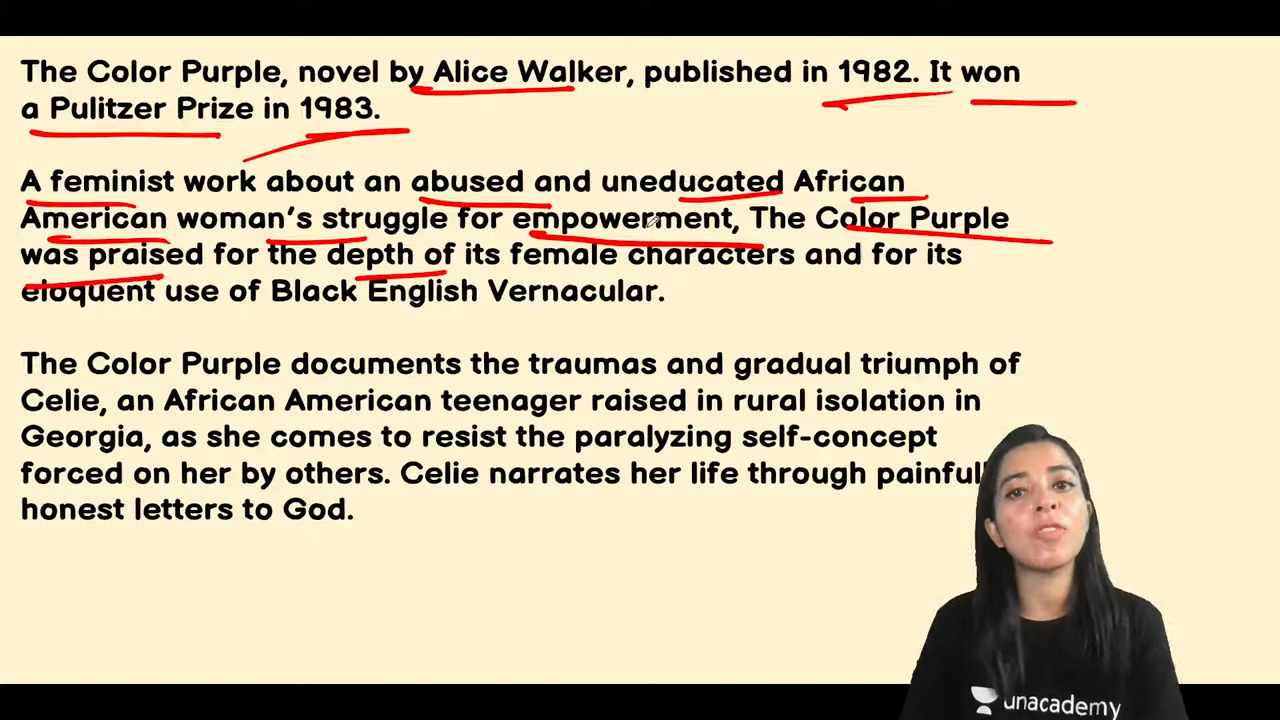 The Color Purple, novel by Alice Walker, published in 1982. It won
a Pulitzer Prize in 1983.
A feminist work about an abused and uneducated African
American woman's struggle for empowerment, The Color Purple
was praised for the depth of its female characters and for its
eloquent use of Black English Vernacular.
The Color Purple documents the traumas and gradual triumph of
Celie, an African American teenager raised in rural isolation in
Georgia, as she comes to resist the paralyzing self-concept
forced on her by others. Celie narrates her life through painfull
honest letters to God.
unacademy